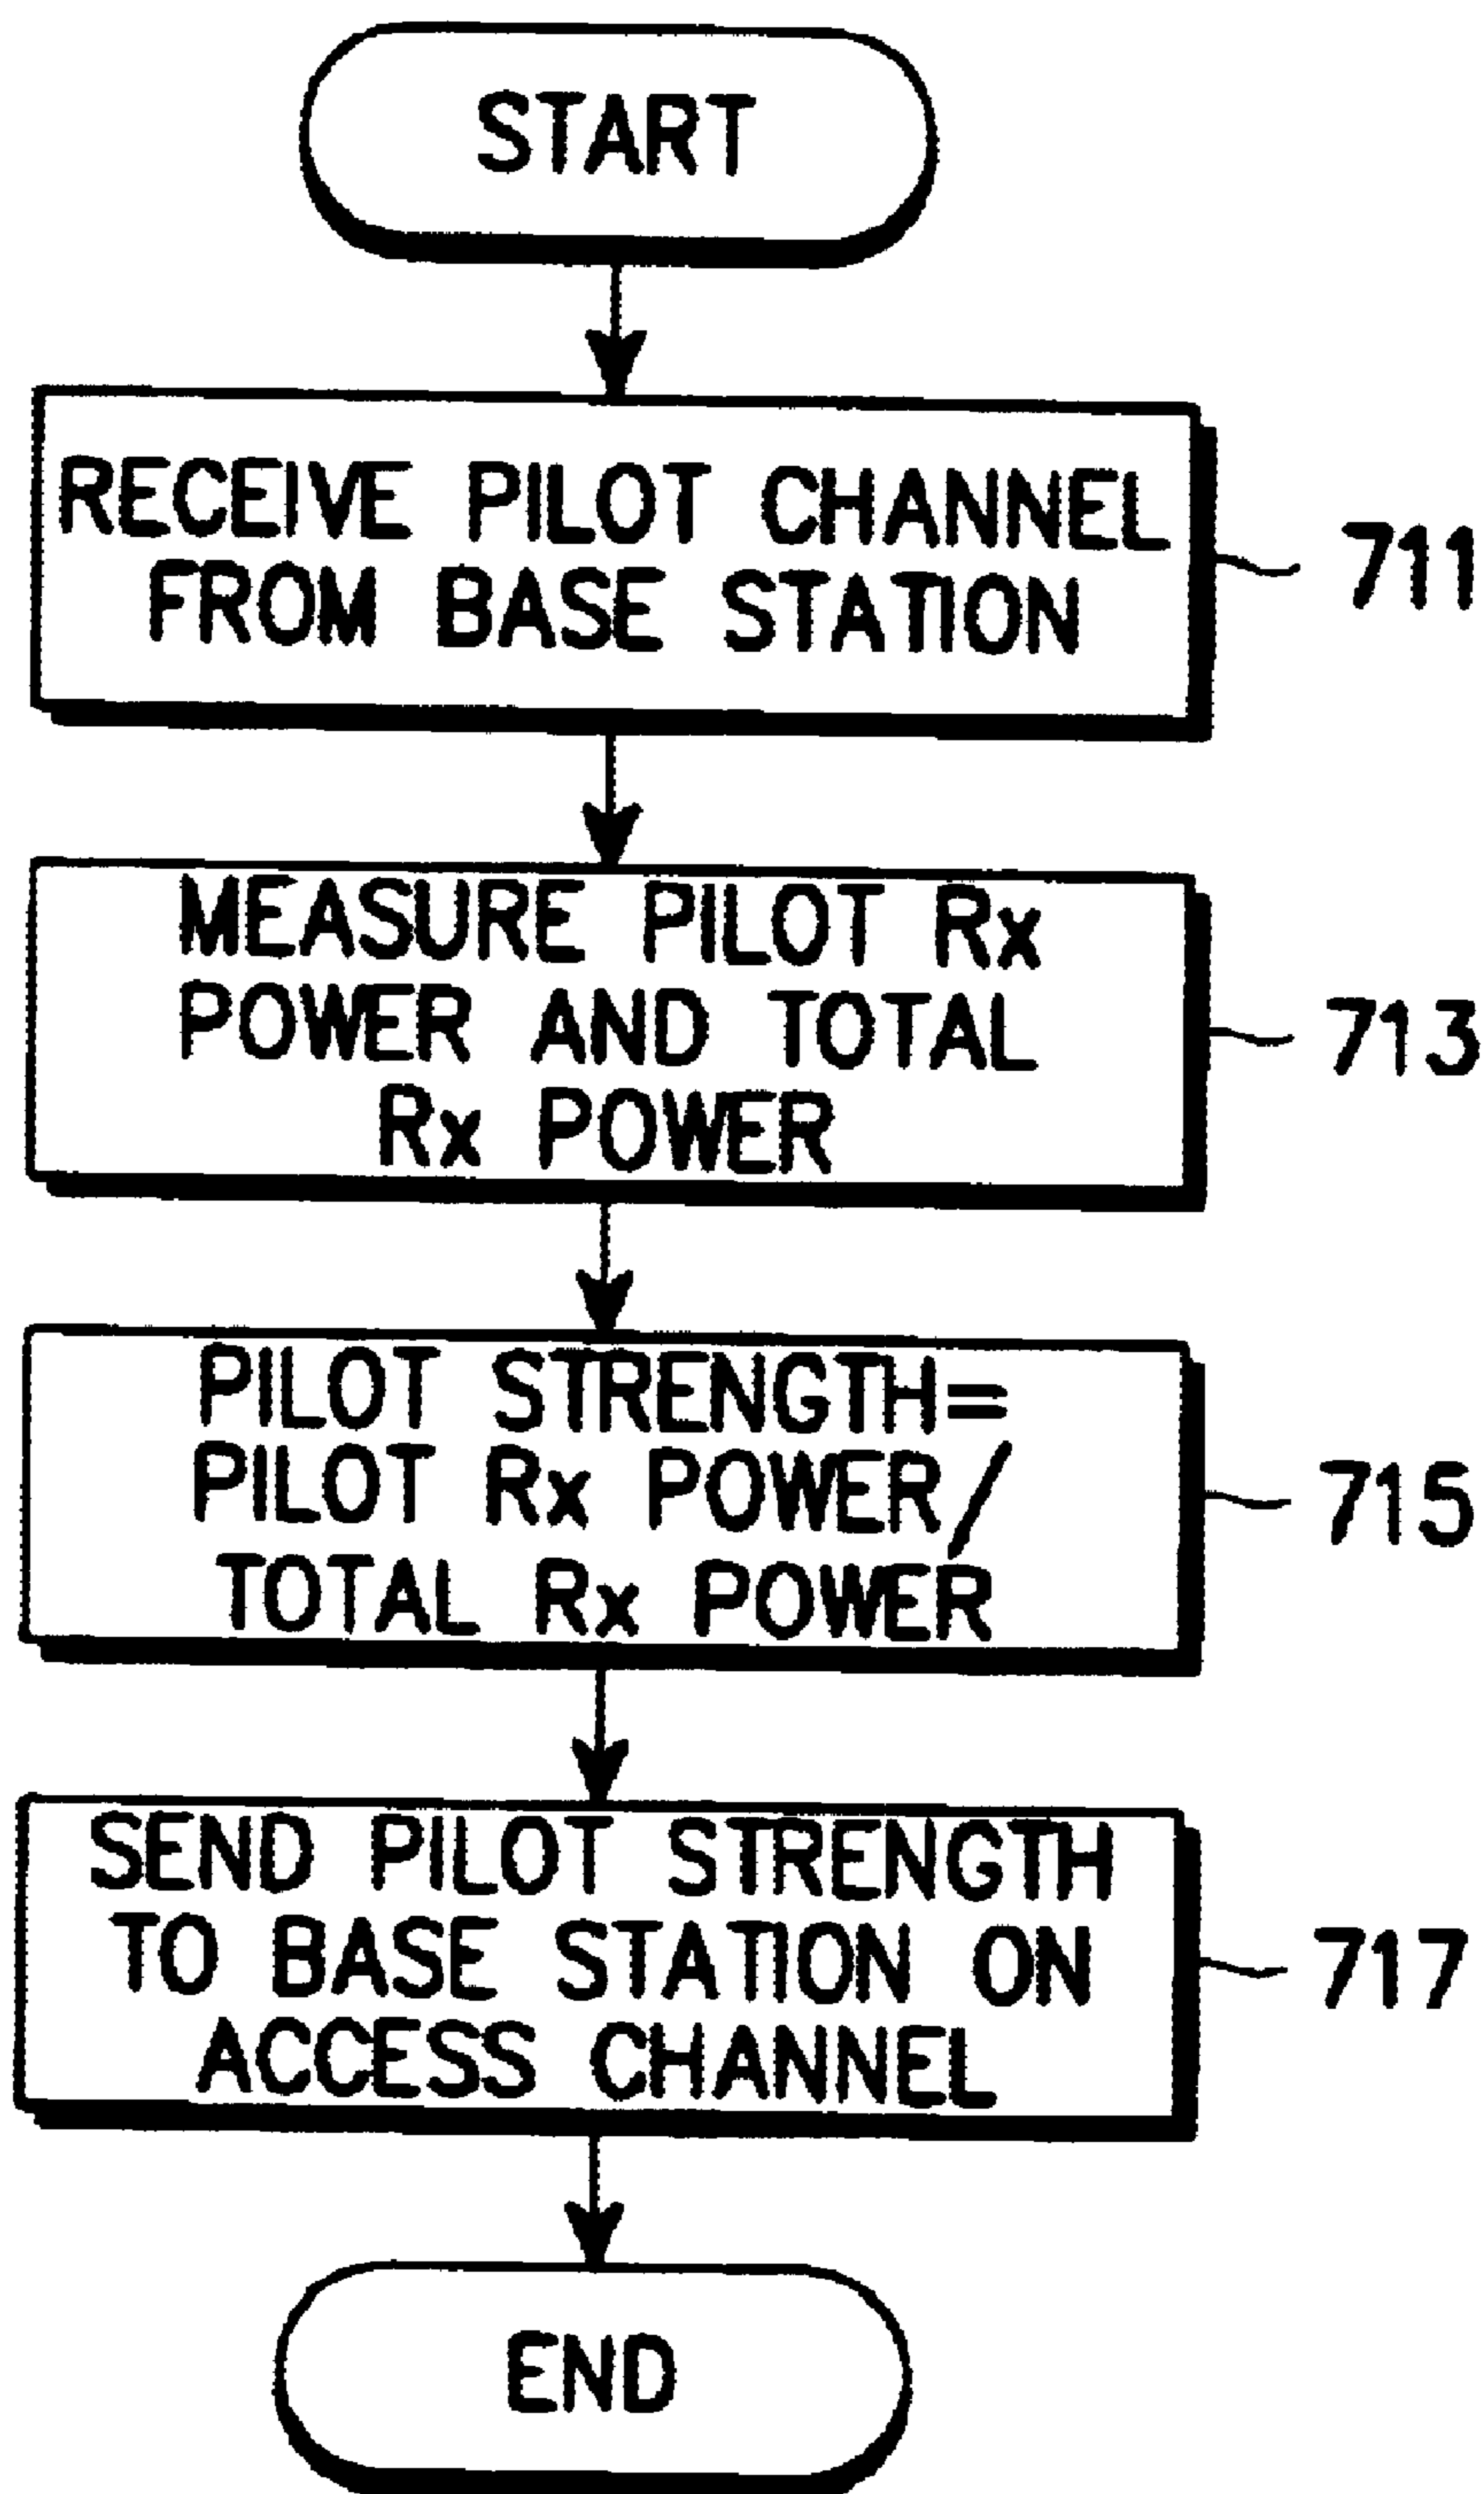 START
RECEIVE PILOT CHANNEL
FROM BASE STATION
711
MEASURE PILOT Rx
POWER AND TOTAL
Rx POWER
713
PILOT STRENGTH=
PILOT Rx POWER/
TOTAL Rx POWER
715
SEND PILOT STRENGTH
TO BASE STATION ON
ACCESS CHANNEL
717
END